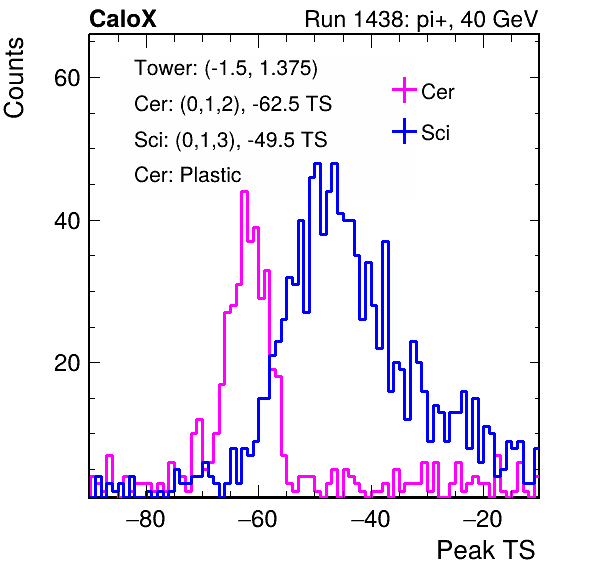 CaloX Run 1438: pi+, 40 GeV
Counts
Tower: (-1.5, 1.375)
Cer: (0,1,2), -62.5 TS
Sci: (0,1,3), -49.5 TS
Cer: Plastic
Cer
Sci
60
40
20
−80 −60 −40 −20
Peak TS